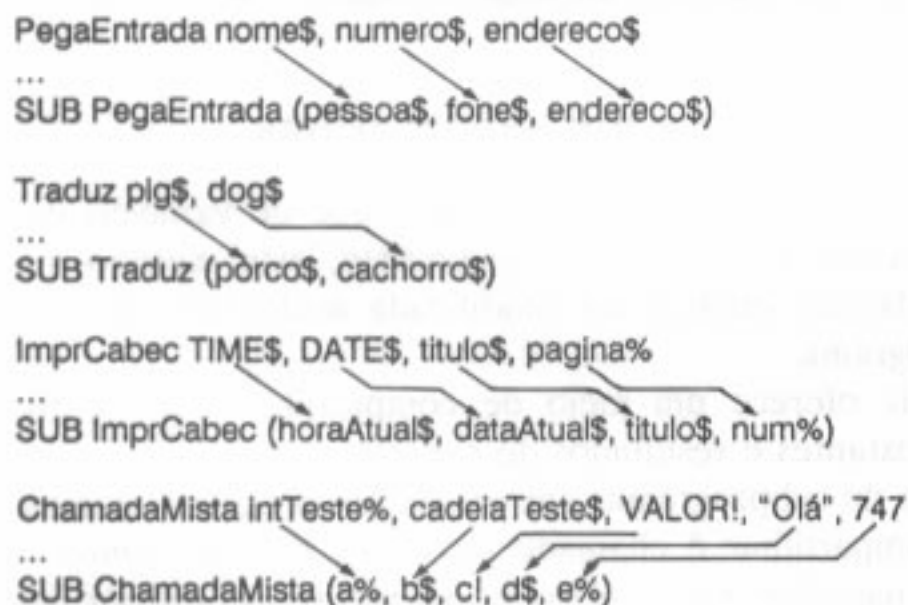 PegaEntrada nome$, numero$, endereco$
...
SUB PegaEntrada (pessoa$, fone$, endereco$)
Traduz pig$, dog$
...
SUB Traduz (porco$, cachorro$)
ImprCabec TIME$, DATE$, titulo$, pagina%
...
SUB ImprCabec (horaAtual$, dataAtual$, titulo$, num%)
ChamadaMista intTeste%, cadeiaTeste$, VALOR!, "Olá", 747
...
SUB ChamadaMista (a%, b$, c!, d$, e%)